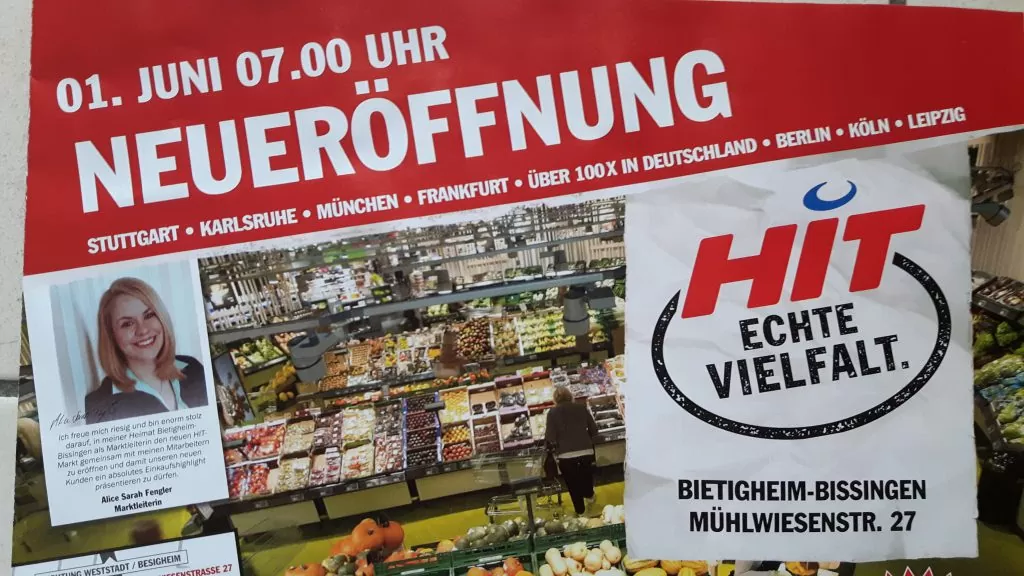 01. JUNI 07.00 UHR
NEUERÖFFNUNG
STUTTGART • KARLSRUHE • MÜNCHEN • FRANKFURT • ÜBER 100X IN DEUTSCHLAND • BERLIN • KÖLN • LEIPZIG
HIT
ECHTE
VIELFALT.
BIETIGHEIM-BISSINGEN
MÜHLWIESENSTR. 27
Ich freue mich riesig und bin enorm stolz
darauf, in meiner Heimat Bietigheim-
Bissingen als Marktleiterin den neuen HIT-
Markt gemeinsam mit meinen Mitarbeitern
zu eröffnen und damit unseren neuen
Kunden ein absolutes Einkaufshighlight
präsentieren zu dürfen.
Alice Sarah Fengler
Marktleiterin
WESTSTADT / BESIGHEIM
27